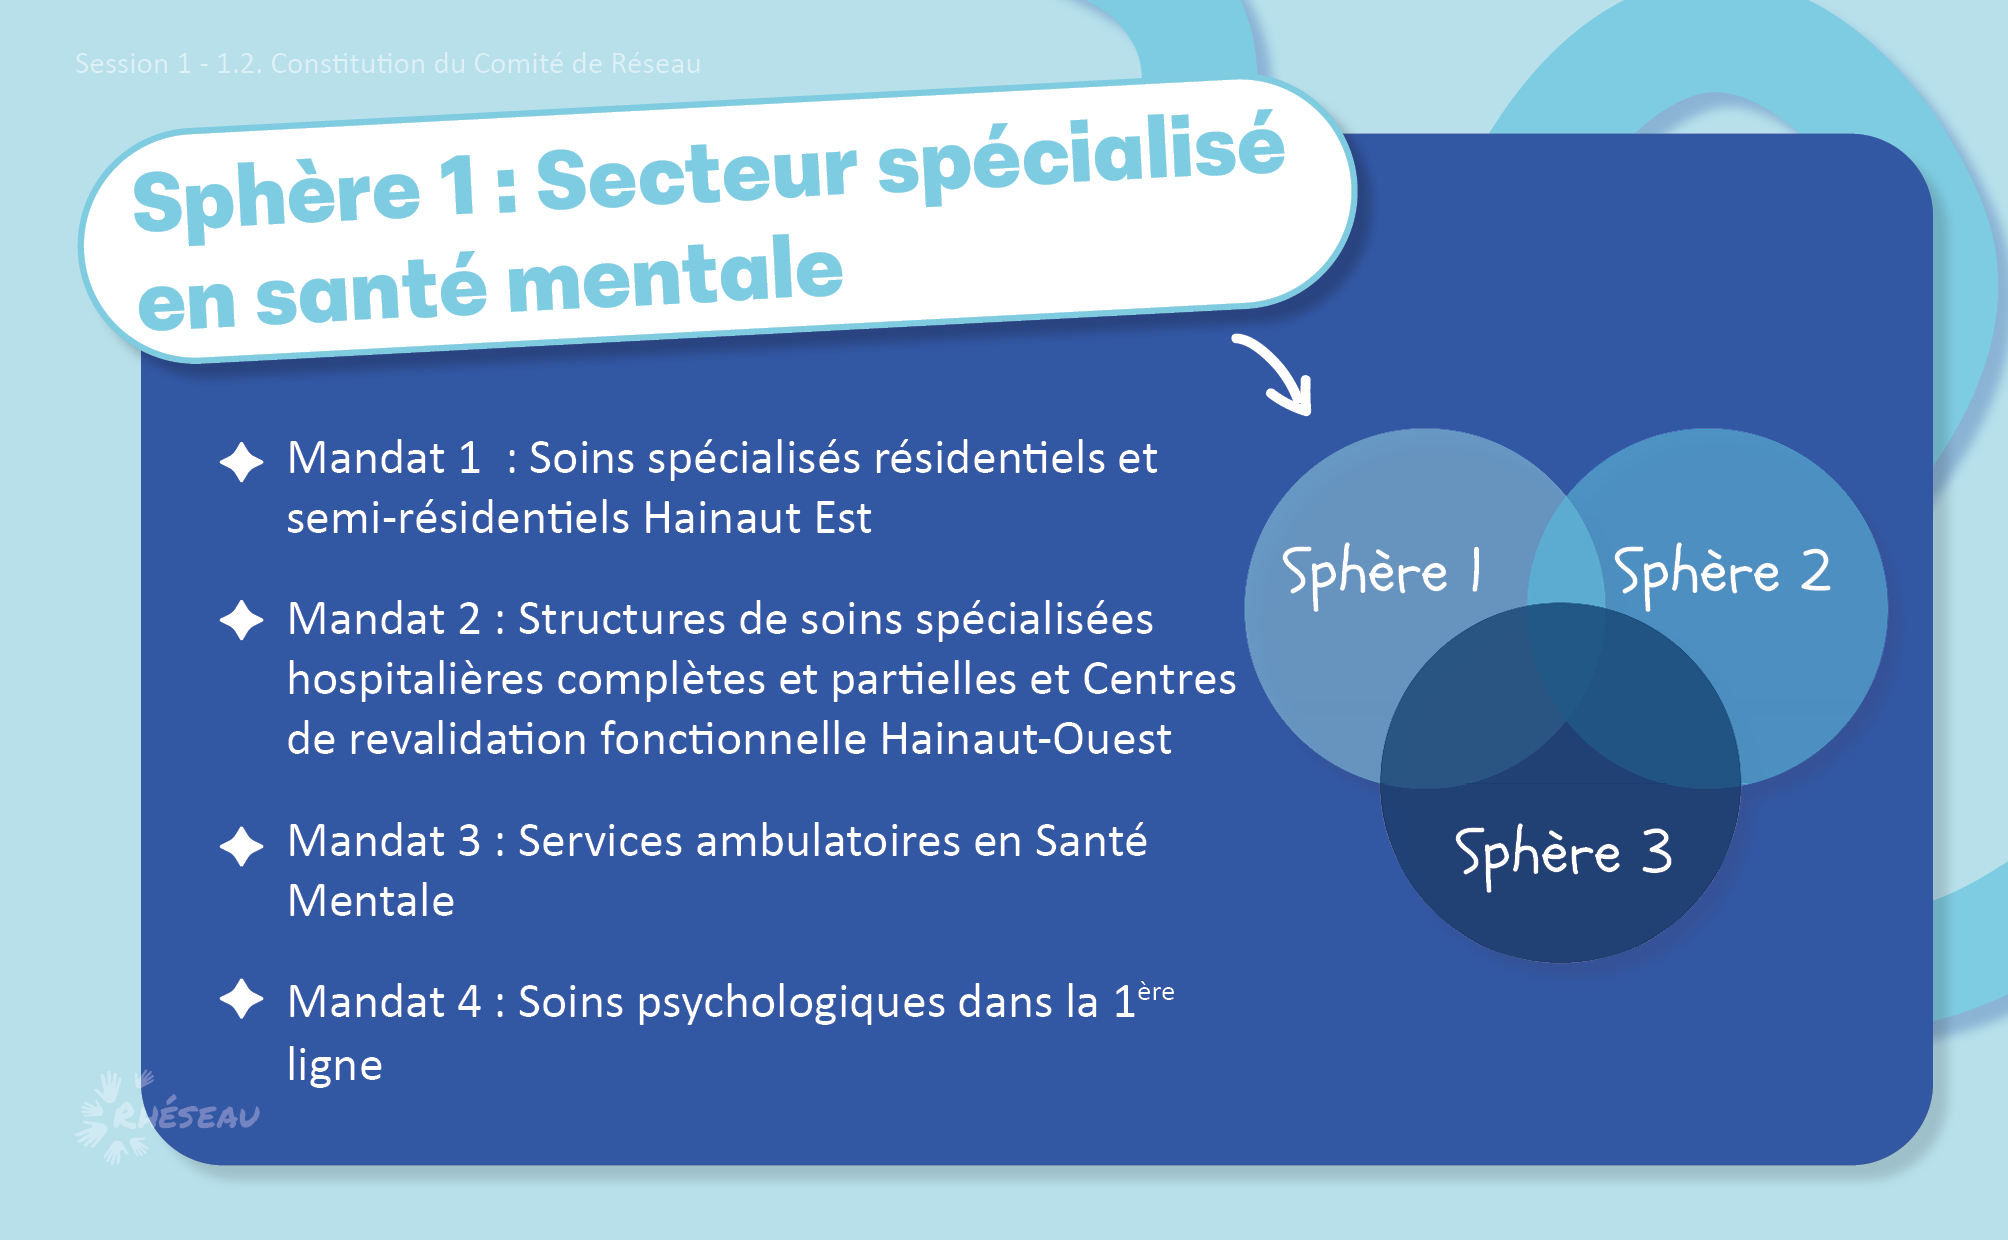 Session 1 - 1.2. Constitution du Comité de Réseau
Sphère 1 : Secteur spécialisé
en santé mentale
Mandat 1  : Soins spécialisés résidentiels et
semi-résidentiels Hainaut Est
Mandat 2 : Structures de soins spécialisées
hospitalières complètes et partielles et Centres
de revalidation fonctionnelle Hainaut-Ouest
Mandat 3 : Services ambulatoires en Santé
Mentale
Mandat 4 : Soins psychologiques dans la 1ère
ligne
Sphère 1
Sphère 2
Sphère 3
RHÉSEAU